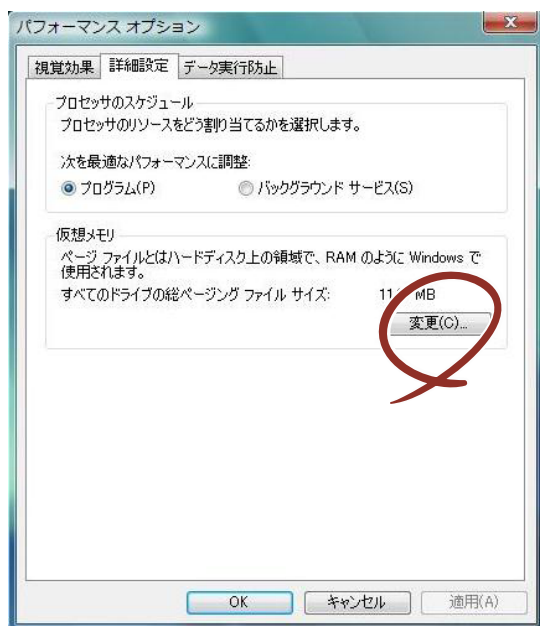 パフォーマンス オプション
視覚効果 詳細設定 データ実行防止
プロセッサのスケジュール
プロセッサのリソースをどう割り当てるかを選択します。
次を最適なパフォーマンスに調整:
プログラム(P) バックグラウンド サービス(S)
仮想メモリ
ページ ファイルとはハードディスク上の領域で、RAM のように Windows で
使用されます。
すべてのドライブの総ページング ファイル サイズ: MB
変更(C)...
OK キャンセル 適用(A)